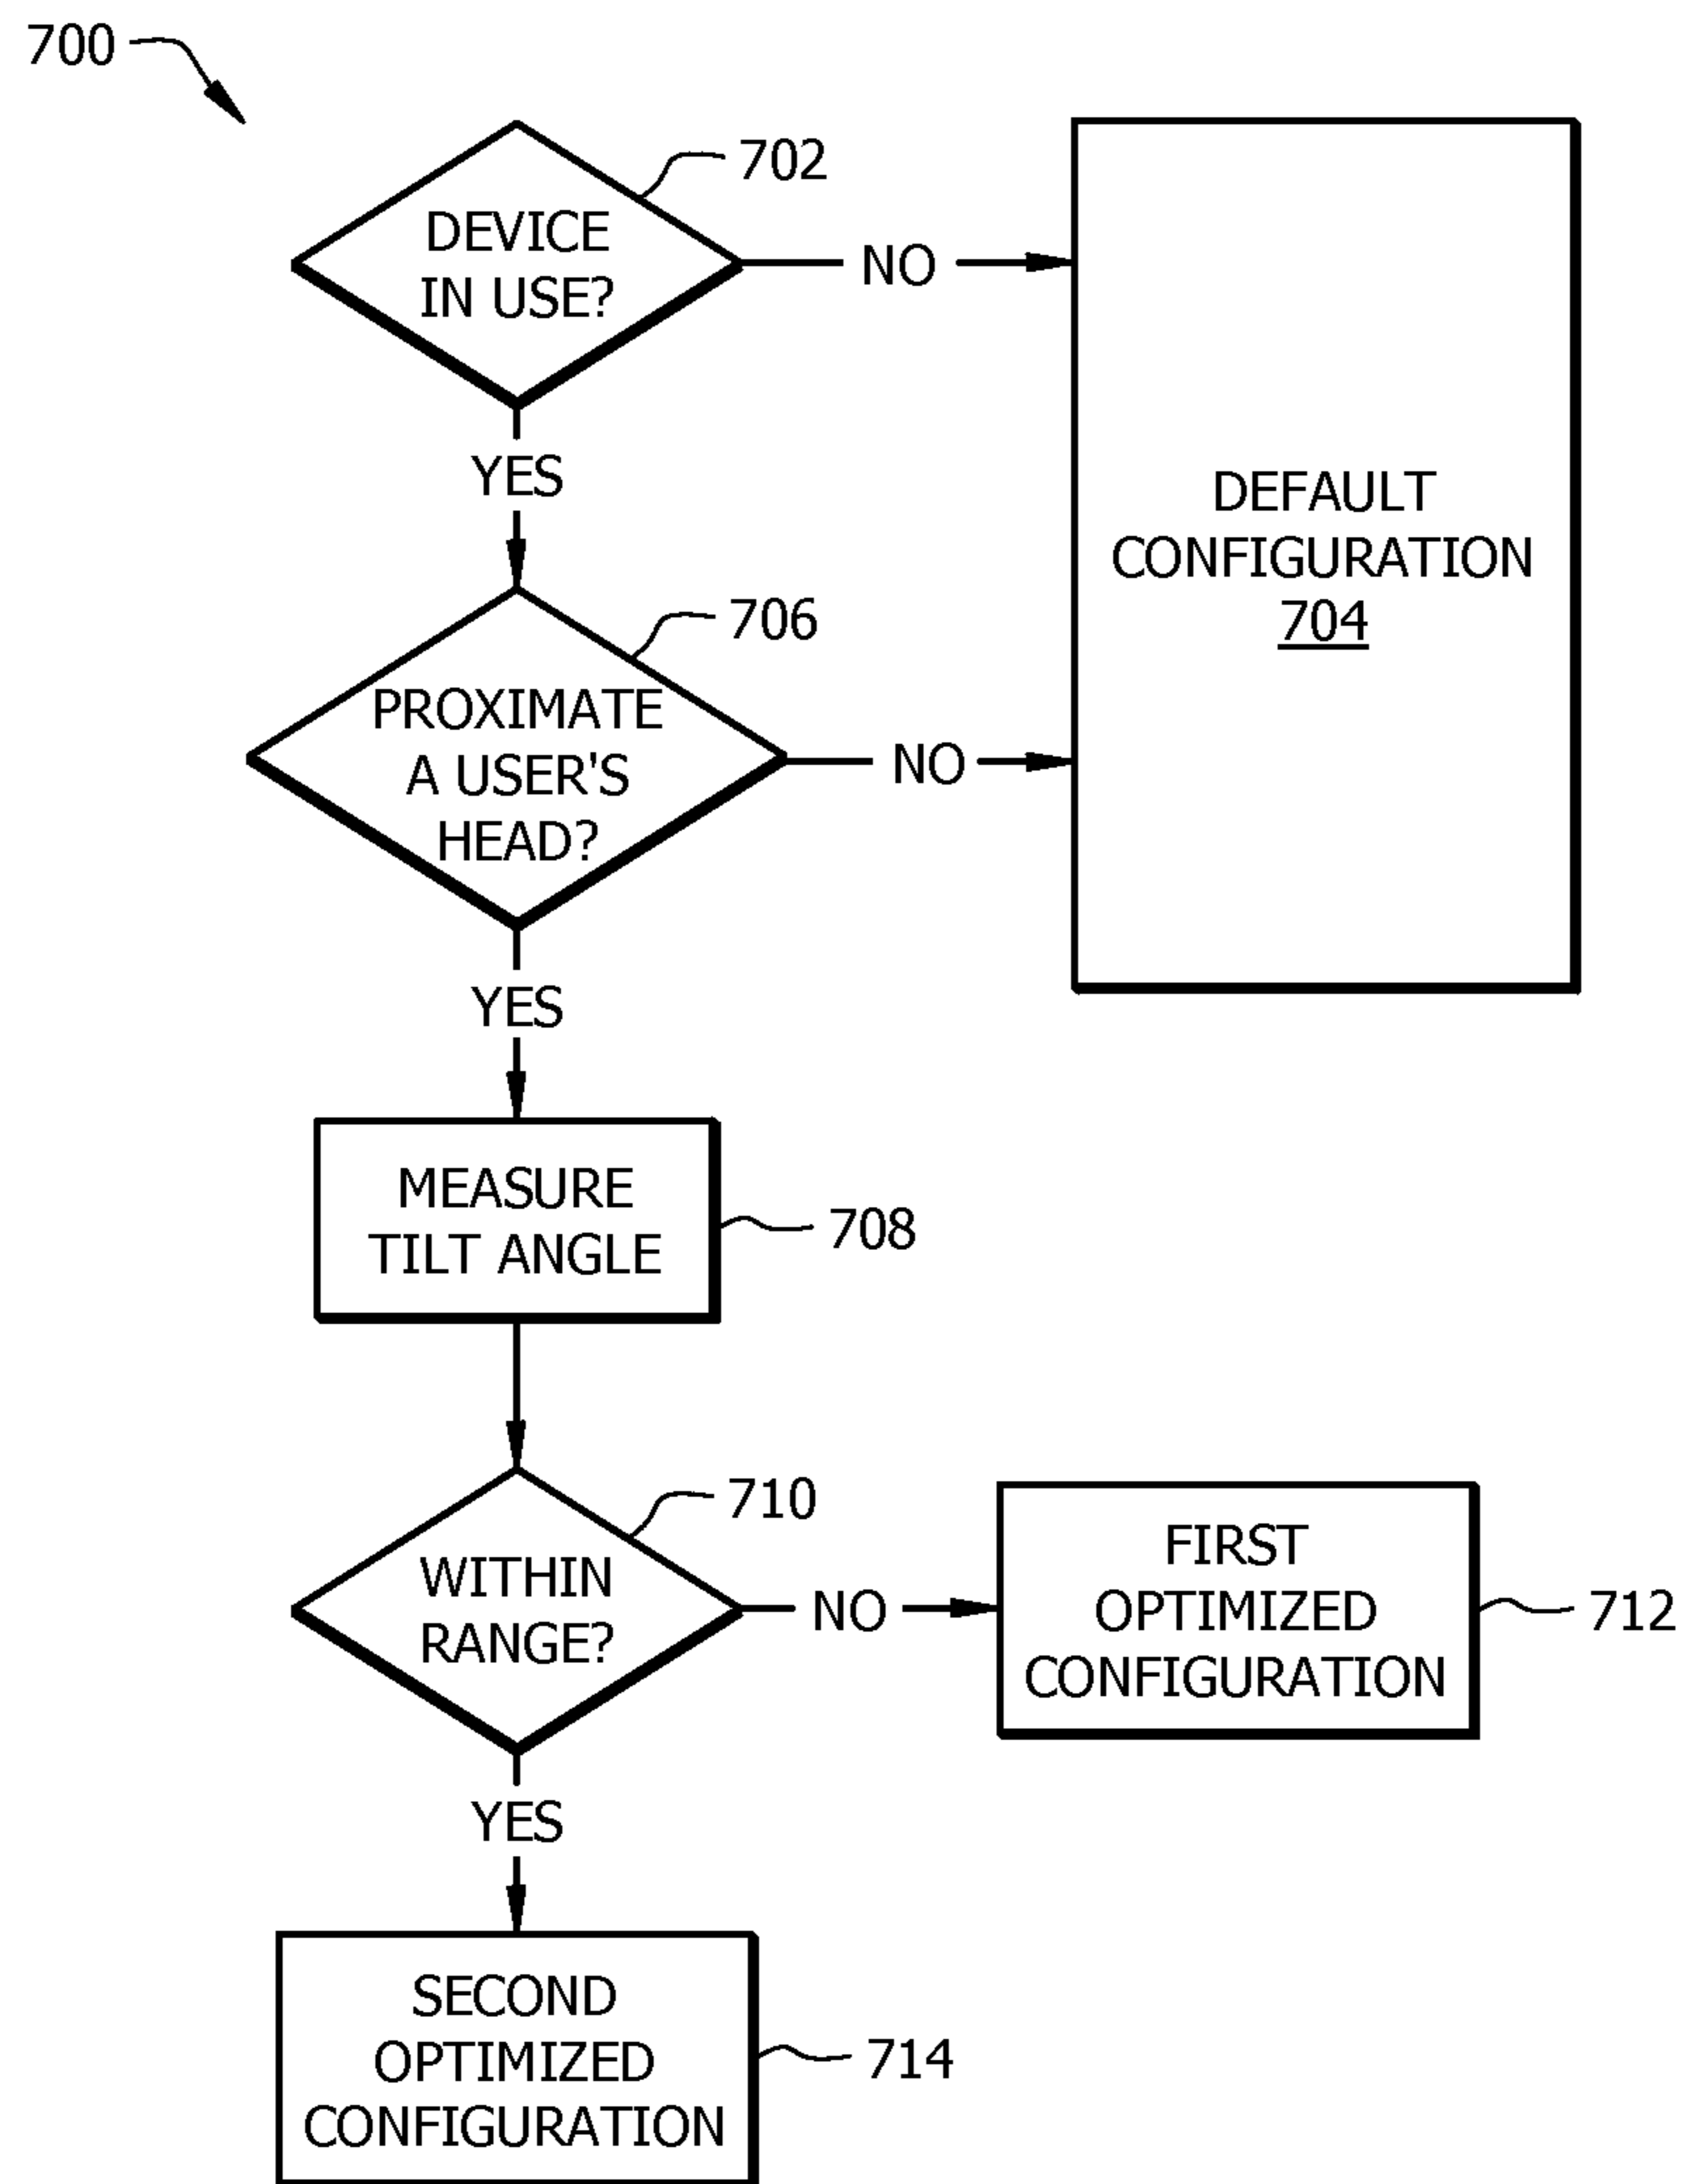 700
702
DEVICE
IN USE?
NO
YES
DEFAULT
CONFIGURATION
704
706
PROXIMATE
A USER'S
HEAD?
NO
YES
MEASURE
TILT ANGLE
708
710
WITHIN
RANGE?
NO
FIRST
OPTIMIZED
CONFIGURATION
712
YES
SECOND
OPTIMIZED
CONFIGURATION
714